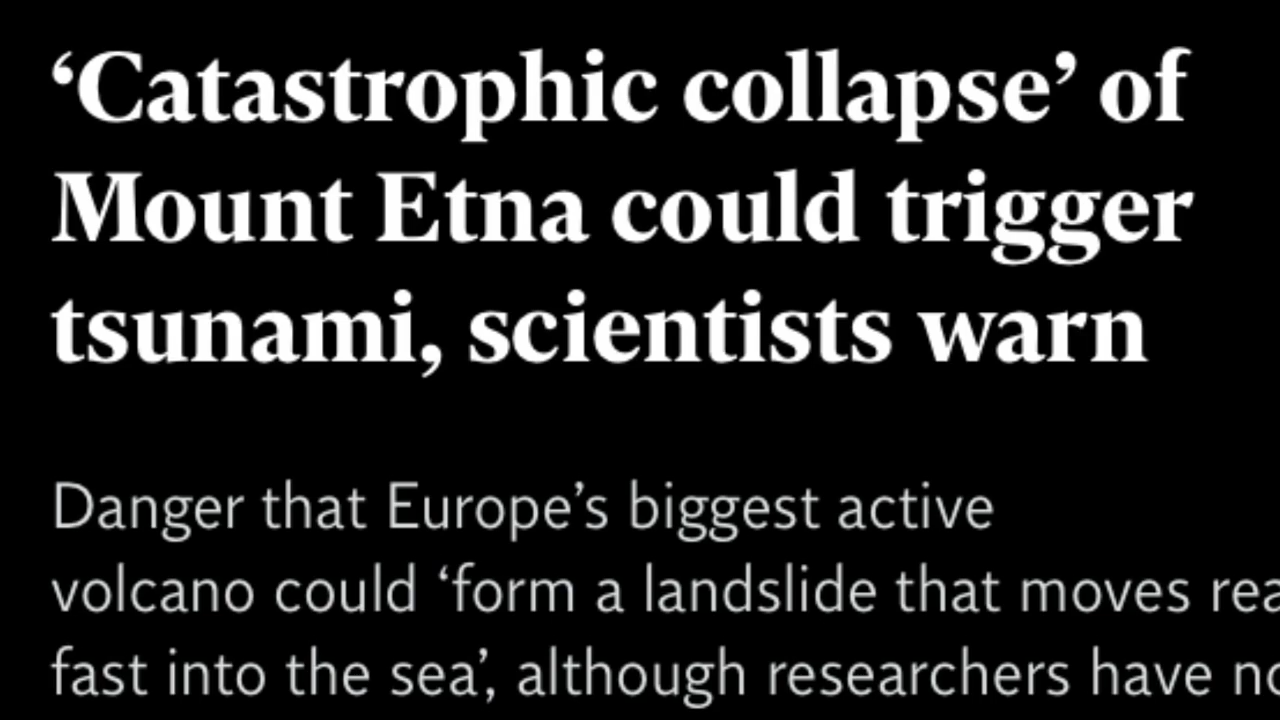 ‘Catastrophic collapse’ of
Mount Etna could trigger
tsunami, scientists warn
Danger that Europe’s biggest active
volcano could ‘form a landslide that moves
fast into the sea’, although researchers have